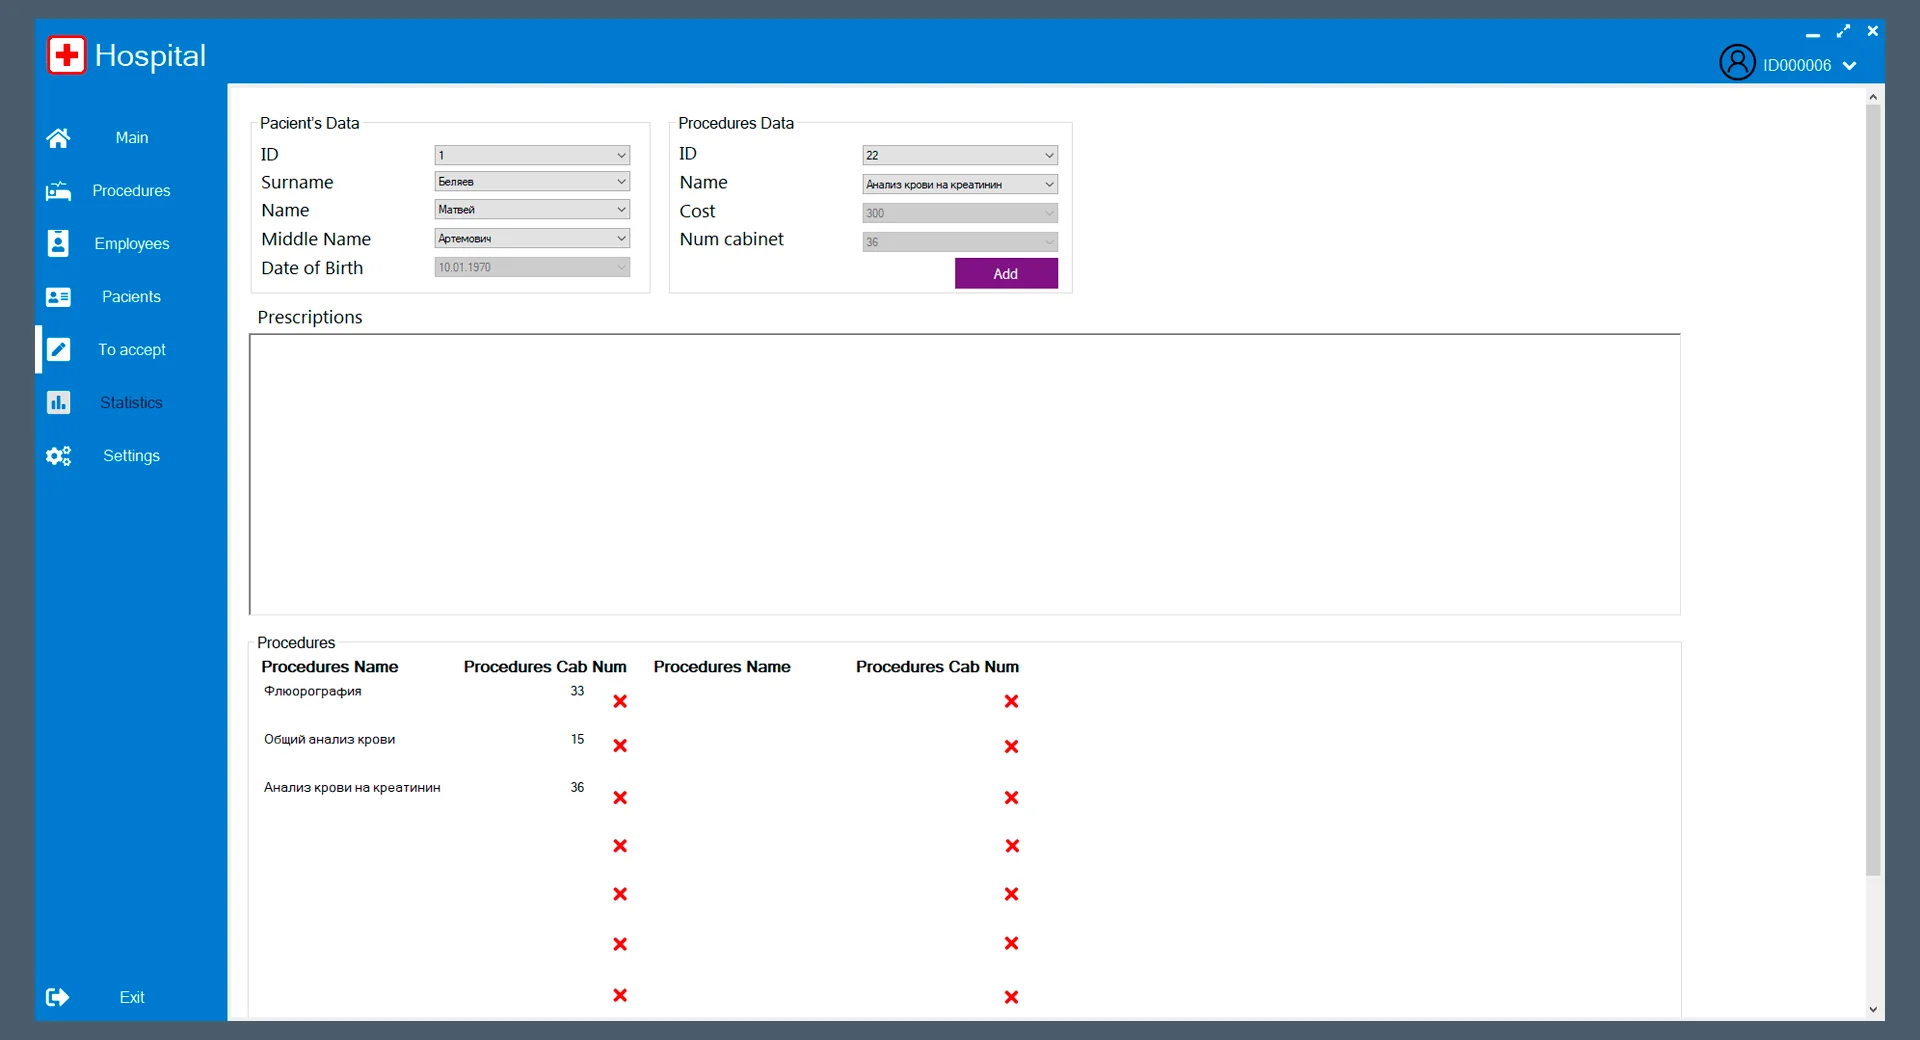 Hospital
ID000006
Main
Procedures
Employees
Pacients
To accept
Statistics
Settings
Exit
Pacient's Data
ID 1
Surname Беляев
Name Матвей
Middle Name Артемович
Date of Birth 10.01.1970
Procedures Data
ID 22
Name Анализ крови на креатинин
Cost 300
Num cabinet 36
Add
Prescriptions
Procedures
Procedures Name Procedures Cab Num Procedures Name Procedures Cab Num
Флюорография 33
Общий анализ крови 15
Анализ крови на креатинин 36